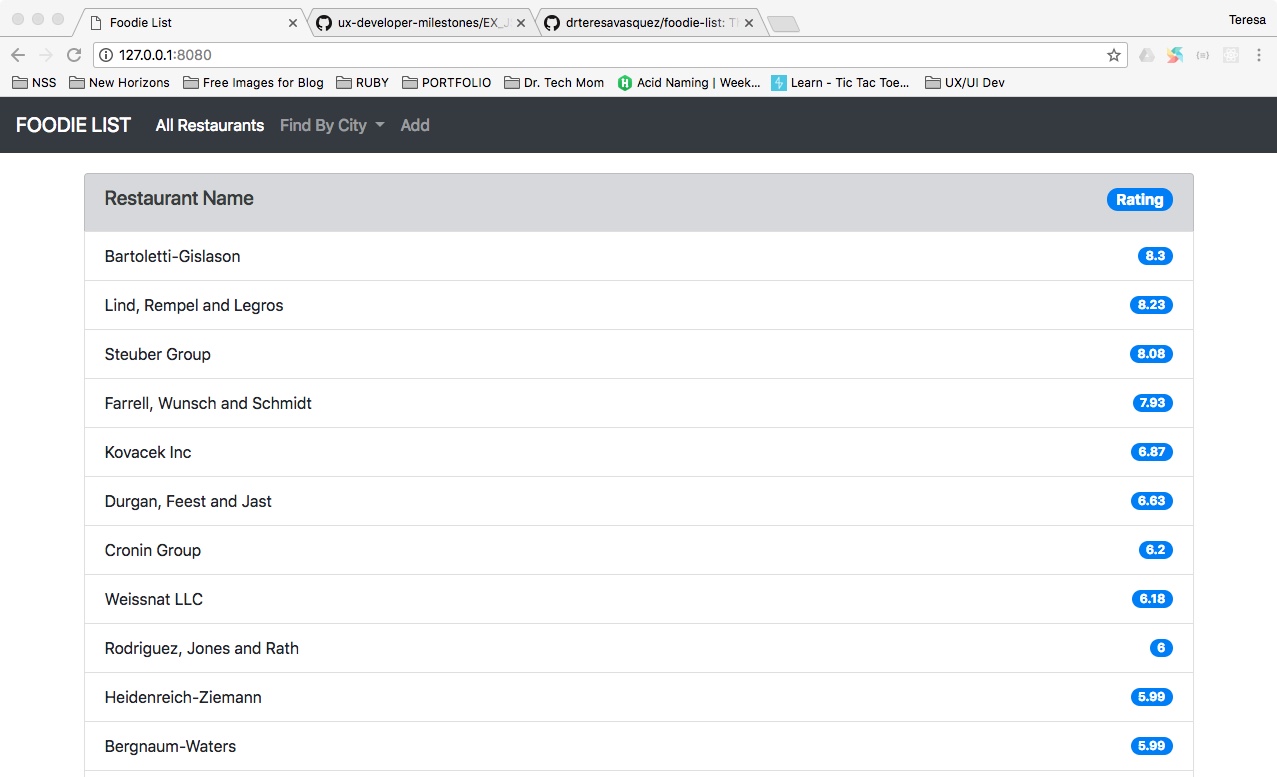 Foodie List
ux-developer-milestones/EX_J
drteresavasquez/foodie-list: T
Teresa
127.0.0.1:8080
NSS
New Horizons
Free Images for Blog
RUBY
PORTFOLIO
Dr. Tech Mom
Acid Naming | Week...
Learn - Tic Tac Toe...
UX/UI Dev
FOODIE LIST All Restaurants Find By City Add
Restaurant Name Rating
Bartoletti-Gislason 8.3
Lind, Rempel and Legros 8.23
Steuber Group 8.08
Farrell, Wunsch and Schmidt 7.93
Kovacek Inc 6.87
Durgan, Feest and Jast 6.63
Cronin Group 6.2
Weissnat LLC 6.18
Rodriguez, Jones and Rath 6
Heidenreich-Ziemann 5.99
Bergnaum-Waters 5.99